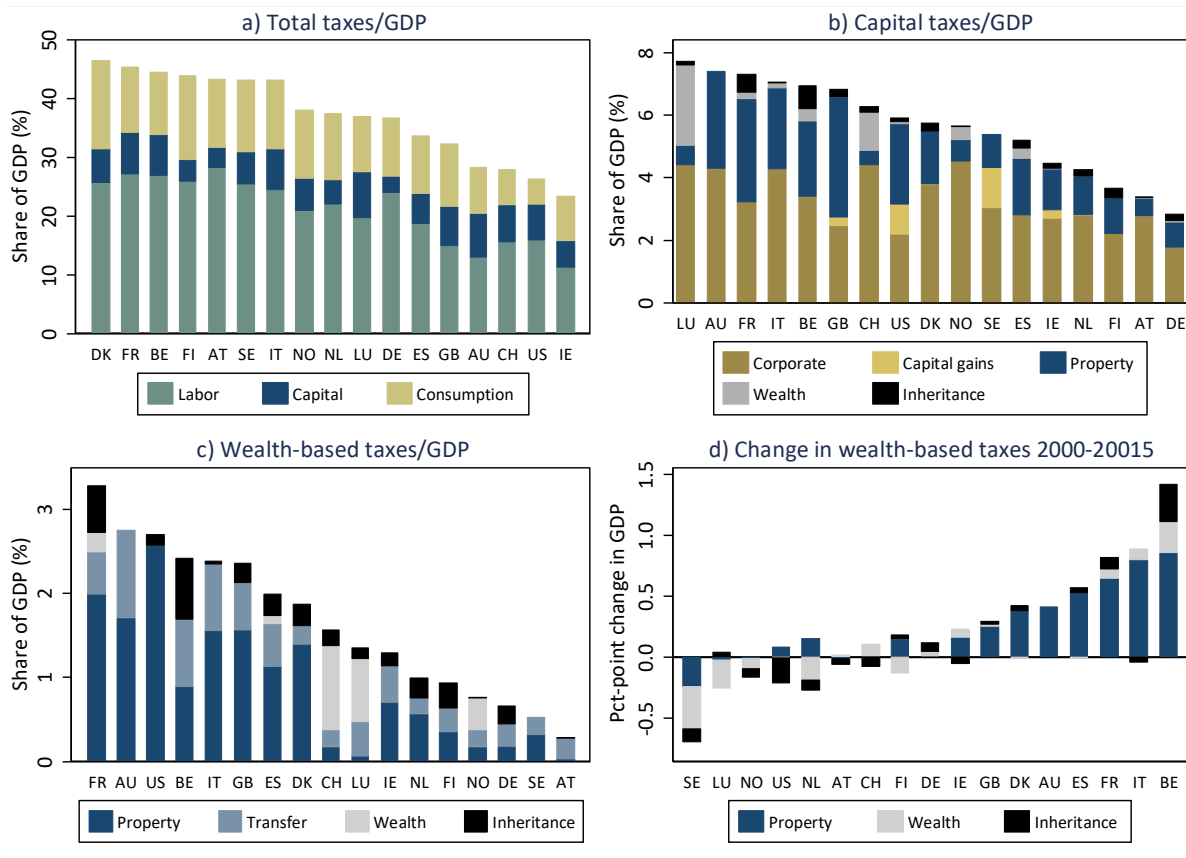 a) Total taxes/GDP
Share of GDP (%)
50
40
30
20
10
0
DK FR BE FI AT SE IT NO NL LU DE ES GB AU CH US IE
Labor Capital Consumption
b) Capital taxes/GDP
Share of GDP (%)
8
6
4
2
0
LU AU FR IT BE GB CH US DK NO SE ES IE NL FI AT DE
Corporate Capital gains Property
Wealth Inheritance
c) Wealth-based taxes/GDP
Share of GDP (%)
3
2
1
0
FR AU US BE IT GB ES DK CH LU IE NL FI NO DE SE AT
Property Transfer Wealth Inheritance
d) Change in wealth-based taxes 2000-20015
Pct-point change in GDP
1.5
1.0
0.5
0.0
-0.5
SE LU NO US NL AT CH FI DE IE GB DK AU ES FR IT BE
Property Wealth Inheritance